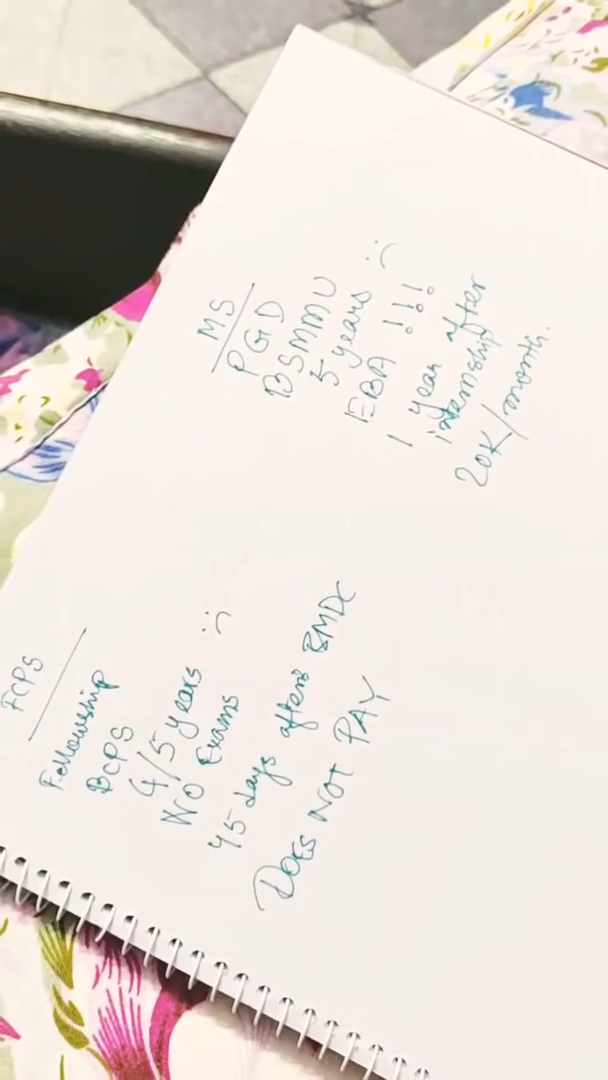 FCPS
Fellowship
BCPS
4/5 years :(
NO Exams
45 days after BMDC
DOES NOT PAY
MS
PGD
BSMMU
5 years :(
EBA !!!
1 year after
internship
20K/month.